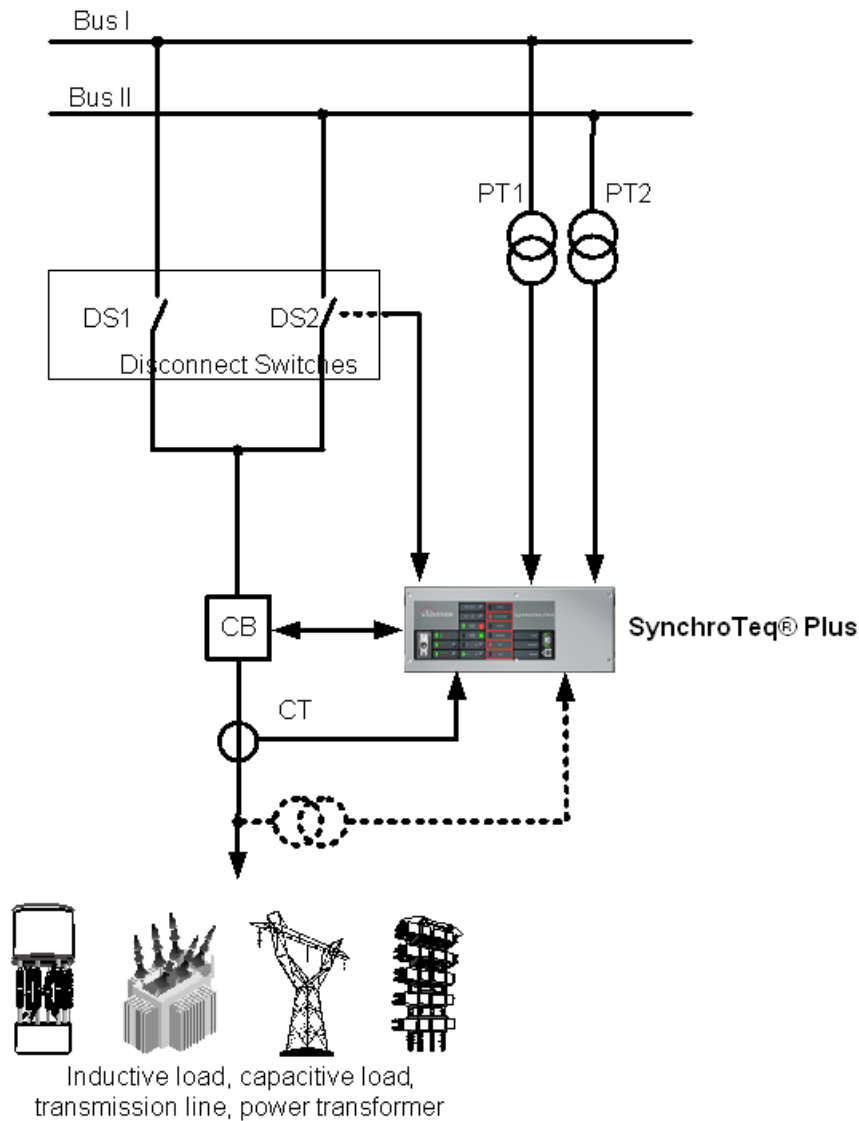 Bus I
Bus II
PT1
PT2
DS1
DS2
Disconnect Switches
CB
SynchroTeq® Plus
CT
Inductive load, capacitive load,
transmission line, power transformer